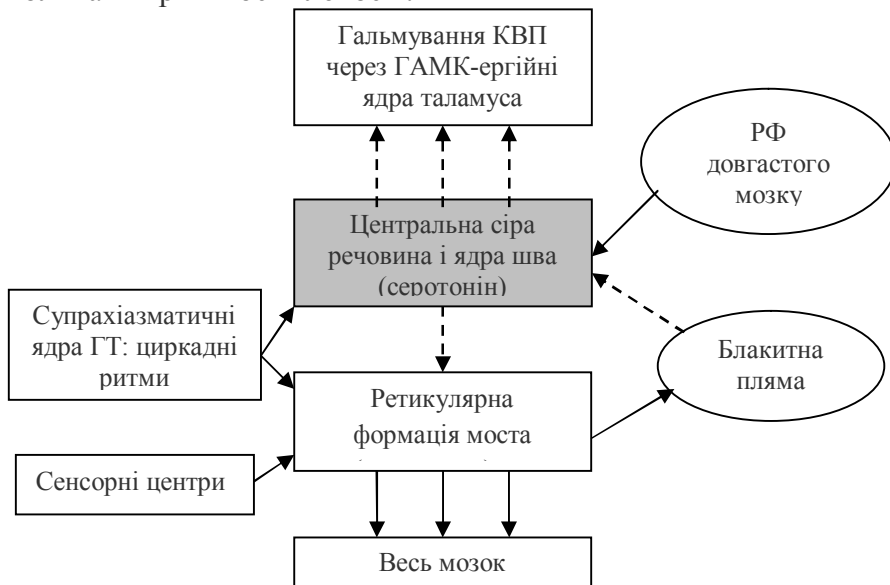 Гальмування КВП
через ГАМК-ергійні
ядра таламуса
РФ
довгастого
мозку
Центральна сіра
речовина і ядра шва
(серотонін)
Супрахіазматичні
ядра ГТ: циркадні
ритми
Блакитна
пляма
Ретикулярна
формація моста
Сенсорні центри
Весь мозок